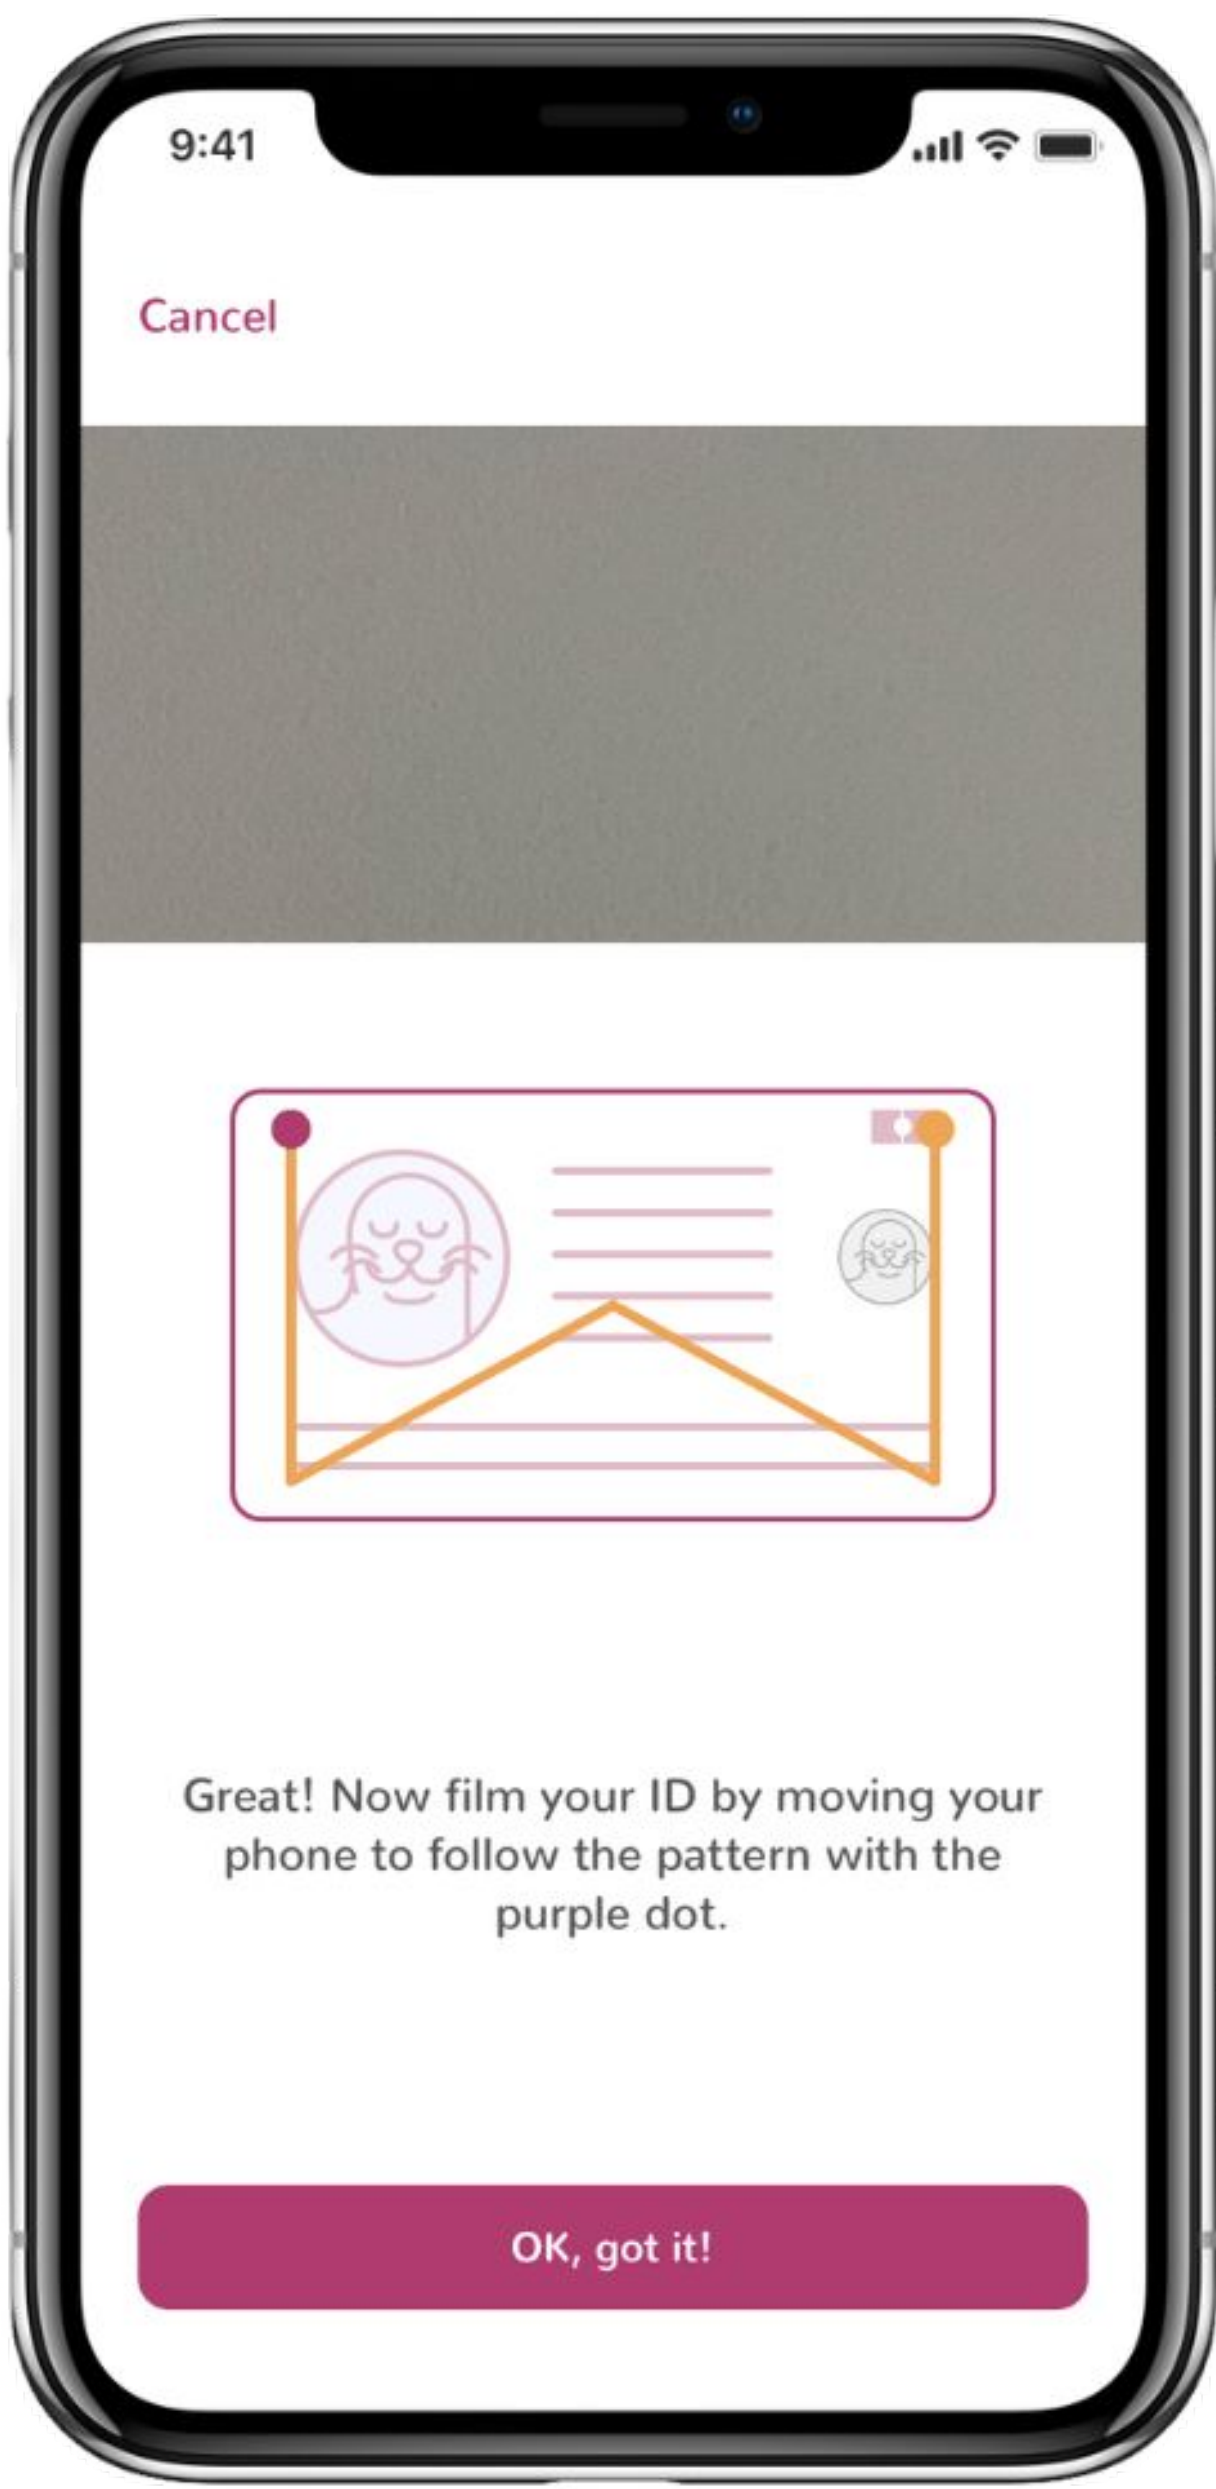 9:41
Cancel
Great! Now film your ID by moving your
phone to follow the pattern with the
purple dot.
OK, got it!